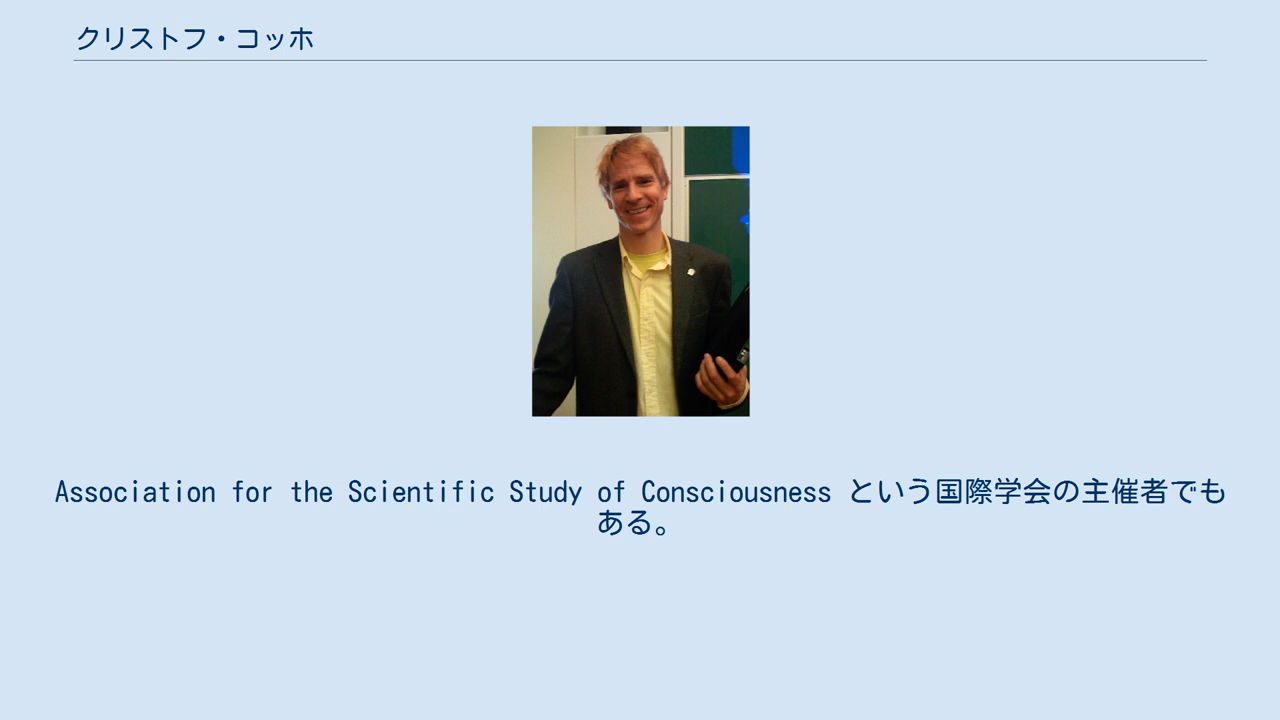 クリストフ・コッホ
Association for the Scientific Study of Consciousness という国際学会の主催者でも
ある。